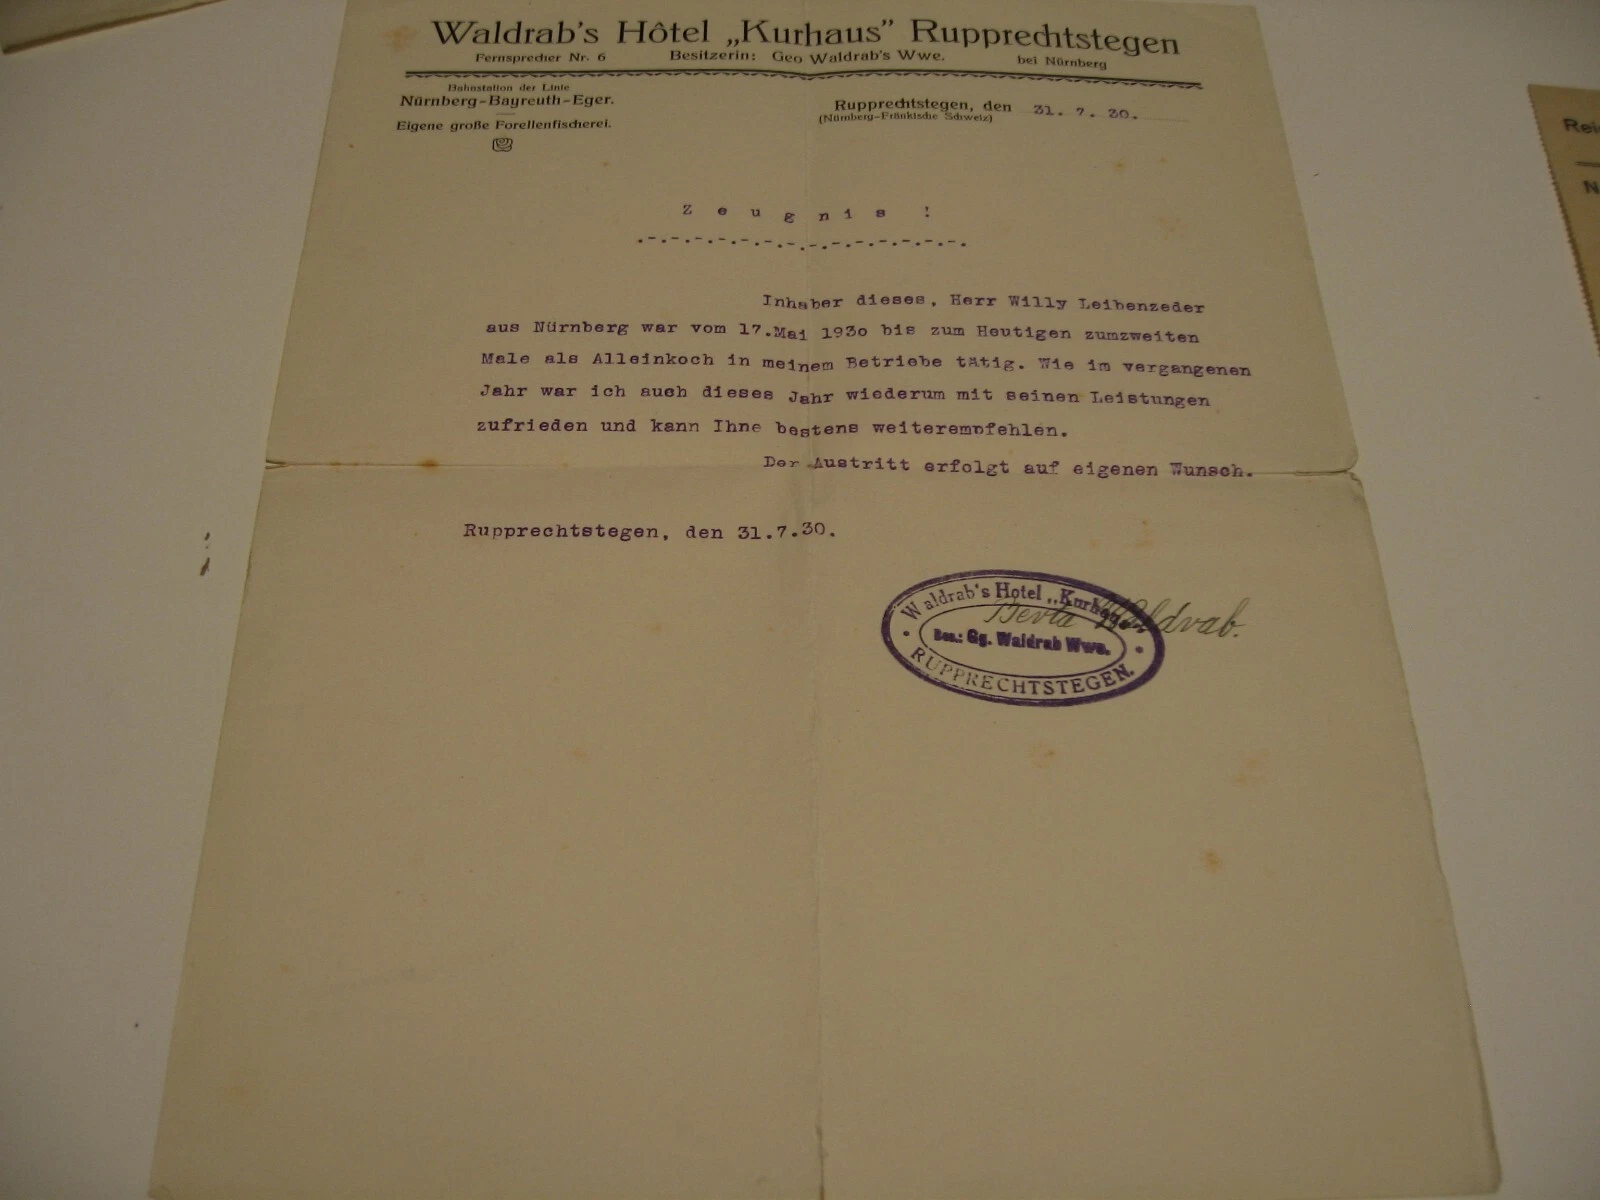 Waldrab's Hôtel „Kurhaus” Rupprechtstegen
Fernsprecher Nr. 6 Besitzerin: Geo Waldrab's Wwe. bei Nürnberg
Bahnstation der Linie
Nürnberg-Bayreuth-Eger.
Eigene große Forellenfischerei.
Rupprechtstegen, den 31. 7. 30.
(Nürnberg-Fränkische Schweiz)
Zeugnis!
Inhaber dieses, Herr Willy Leibenzeder
aus Nürnberg war vom 17.Mai 1930 bis zum Heutigen zumzweiten
Male als Alleinkoch in meinem Betriebe tätig. Wie im vergangenen
Jahr war ich auch dieses Jahr wiederum mit seinen Leistungen
zufrieden und kann Ihne bestens weiterempfehlen.
Der Austritt erfolgt auf eigenen Wunsch.
Rupprechtstegen, den 31.7.30.
Waldrab's Hotel „Kurhaus”
Bes.: Gg. Waldrab Wwe.
RUPPRECHTSTEGEN.
Berta Waldrab.
Rei
N